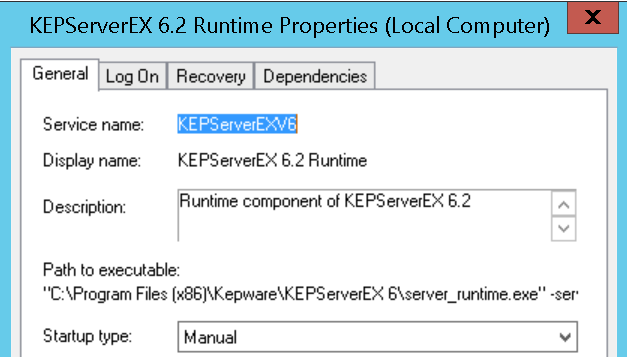 KEPServerEX 6.2 Runtime Properties (Local Computer) X
General Log On Recovery Dependencies
Service name: KEPServerEXV6
Display name: KEPServerEX 6.2 Runtime
Description: Runtime component of KEPServerEX 6.2
Path to executable:
"C:\Program Files (x86)\Kepware\KEPServerEX 6\server_runtime.exe" -ser
Startup type: Manual